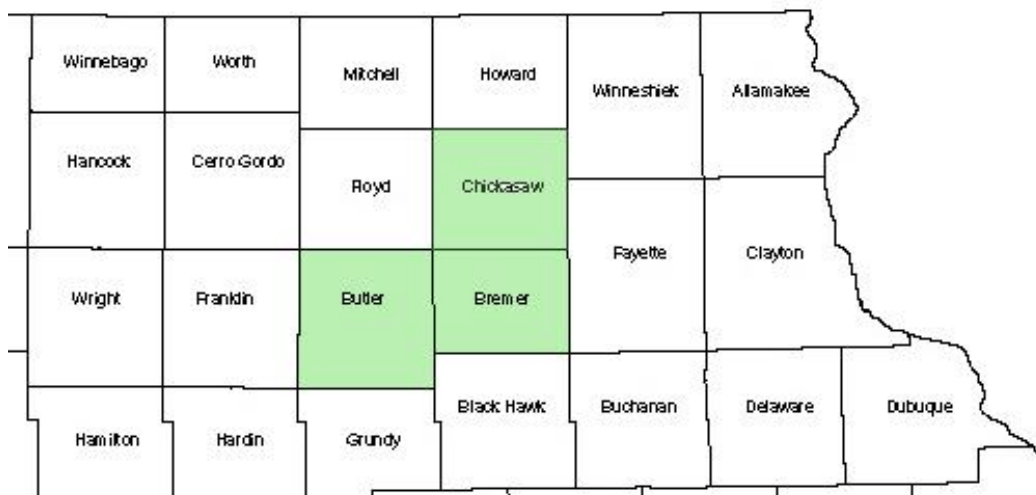 Winnebago
Worth
Mitchell
Howard
Winneshiek
Allamakee
Hancock
Cerro Gordo
Floyd
Chickasaw
Fayette
Clayton
Wright
Franklin
Butler
Bremer
Black Hawk
Buchanan
Delaware
Dubuque
Hamilton
Hardin
Grundy